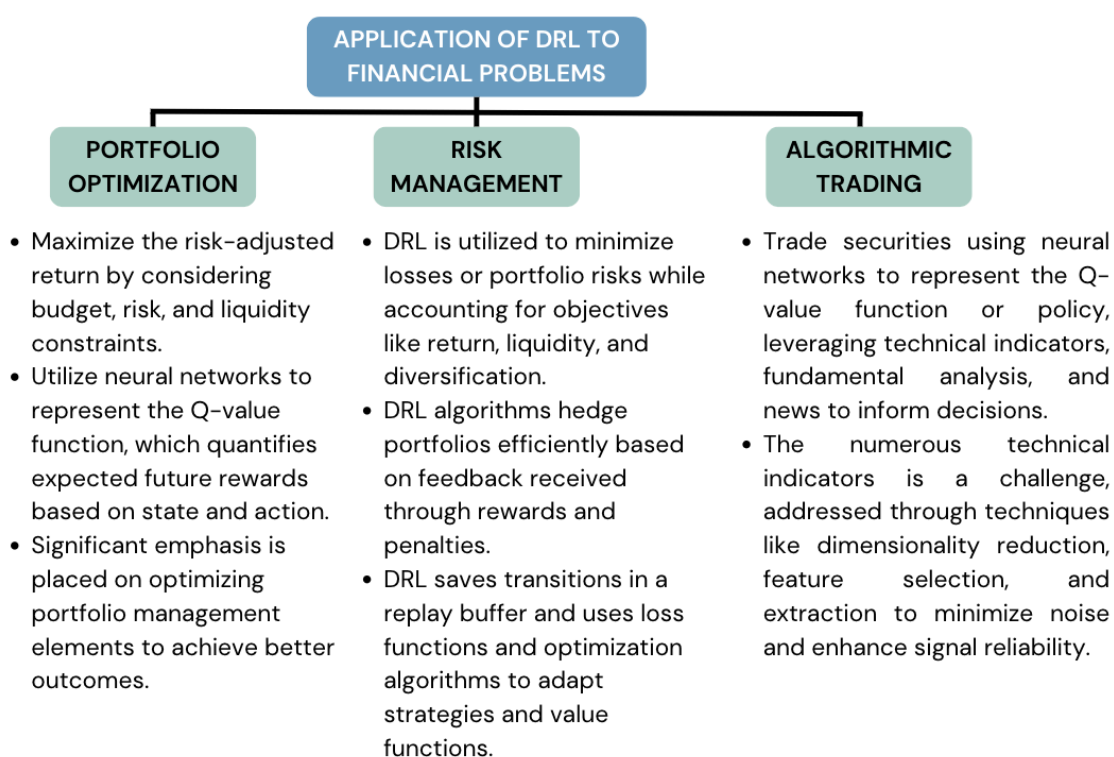 APPLICATION OF DRL TO
FINANCIAL PROBLEMS
PORTFOLIO
OPTIMIZATION
• Maximize the risk-adjusted
return by considering
budget, risk, and liquidity
constraints.
• Utilize neural networks to
represent the Q-value
function, which quantifies
expected future rewards
based on state and action.
• Significant emphasis is
placed on optimizing
portfolio management
elements to achieve better
outcomes.
RISK
MANAGEMENT
• DRL is utilized to minimize
losses or portfolio risks while
accounting for objectives
like return, liquidity, and
diversification.
• DRL algorithms hedge
portfolios efficiently based
on feedback received
through rewards and
penalties.
• DRL saves transitions in a
replay buffer and uses loss
functions and optimization
algorithms to adapt
strategies and value
functions.
ALGORITHMIC
TRADING
• Trade securities using neural
networks to represent the Q-
value function or policy,
leveraging technical indicators,
fundamental analysis, and
news to inform decisions.
• The numerous technical
indicators is a challenge,
addressed through techniques
like dimensionality reduction,
feature selection, and
extraction to minimize noise
and enhance signal reliability.